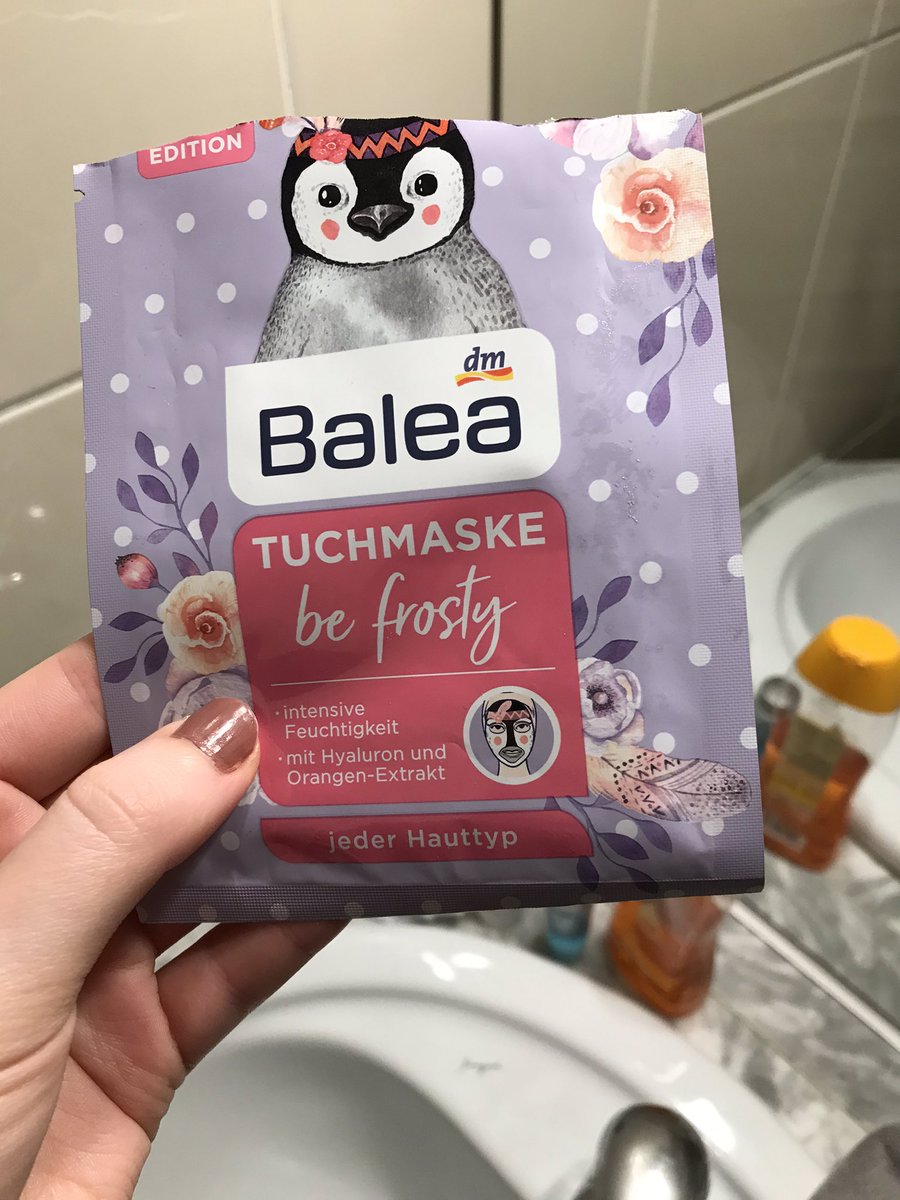 EDITION
dm
Balea
TUCHMASKE
be frosty
· intensive
Feuchtigkeit
· mit Hyaluron und
Orangen-Extrakt
jeder Hauttyp